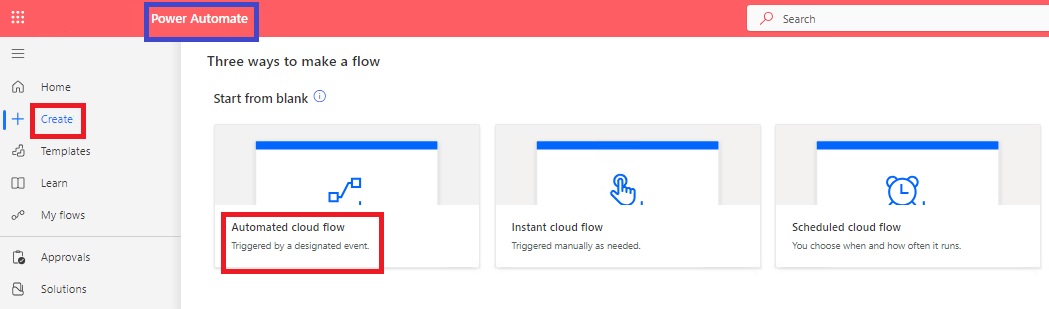 Power Automate
Search
Home
Create
Templates
Learn
My flows
Approvals
Solutions
Three ways to make a flow
Start from blank
Automated cloud flow
Triggered by a designated event.
Instant cloud flow
Triggered manually as needed.
Scheduled cloud flow
You choose when and how often it runs.